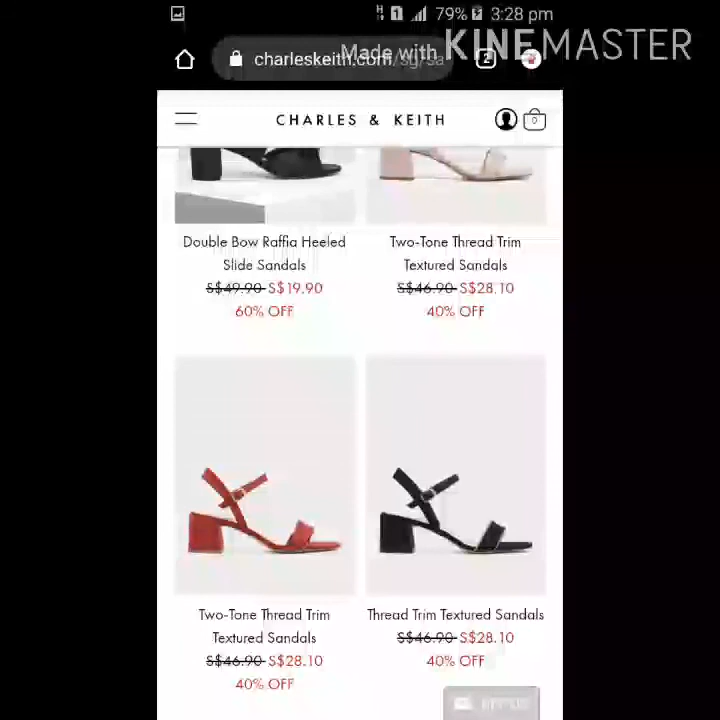 79% 3:28 pm
Made with KINEMASTER
charleskeith.com/sg/sa
2
CHARLES & KEITH
0
Double Bow Raffia Heeled
Slide Sandals
S$49.90 S$19.90
60% OFF
Two-Tone Thread Trim
Textured Sandals
S$46.90 S$28.10
40% OFF
Two-Tone Thread Trim
Textured Sandals
S$46.90 S$28.10
40% OFF
Thread Trim Textured Sandals
S$46.90 S$28.10
40% OFF